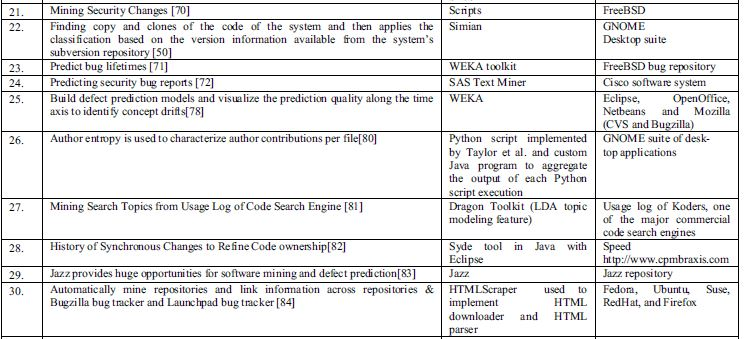 21. Mining Security Changes [70] Scripts FreeBSD
22. Finding copy and clones of the code of the system and then applies the Simian GNOME
classification based on the version information available from the system's Desktop suite
subversion repository [50]
23. Predict bug lifetimes [71] WEKA toolkit FreeBSD bug repository
24. Predicting security bug reports [72] SAS Text Miner Cisco software system
25. Build defect prediction models and visualize the prediction quality along the time WEKA Eclipse, OpenOffice,
axis to identify concept drifts[78] Netbeans and Mozilla
(CVS and Bugzilla)
26. Author entropy is used to characterize author contributions per file[80] Python script implemented GNOME suite of desk-
by Taylor et al. and custom top applications
Java program to aggregate
the output of each Python
script execution
27. Mining Search Topics from Usage Log of Code Search Engine [81] Dragon Toolkit (LDA topic Usage log of Koders, one
modeling feature) of the major commercial
code search engines
28. History of Synchronous Changes to Refine Code ownership[82] Syde tool in Java with Speed
Eclipse http://www.cpmbraxis.com
29. Jazz provides huge opportunities for software mining and defect prediction[83] Jazz Jazz repository
30. Automatically mine repositories and link information across repositories & HTMLScraper used to Fedora, Ubuntu, Suse,
Bugzilla bug tracker and Launchpad bug tracker [84] implement HTML RedHat, and Firefox
downloader and HTML
parser